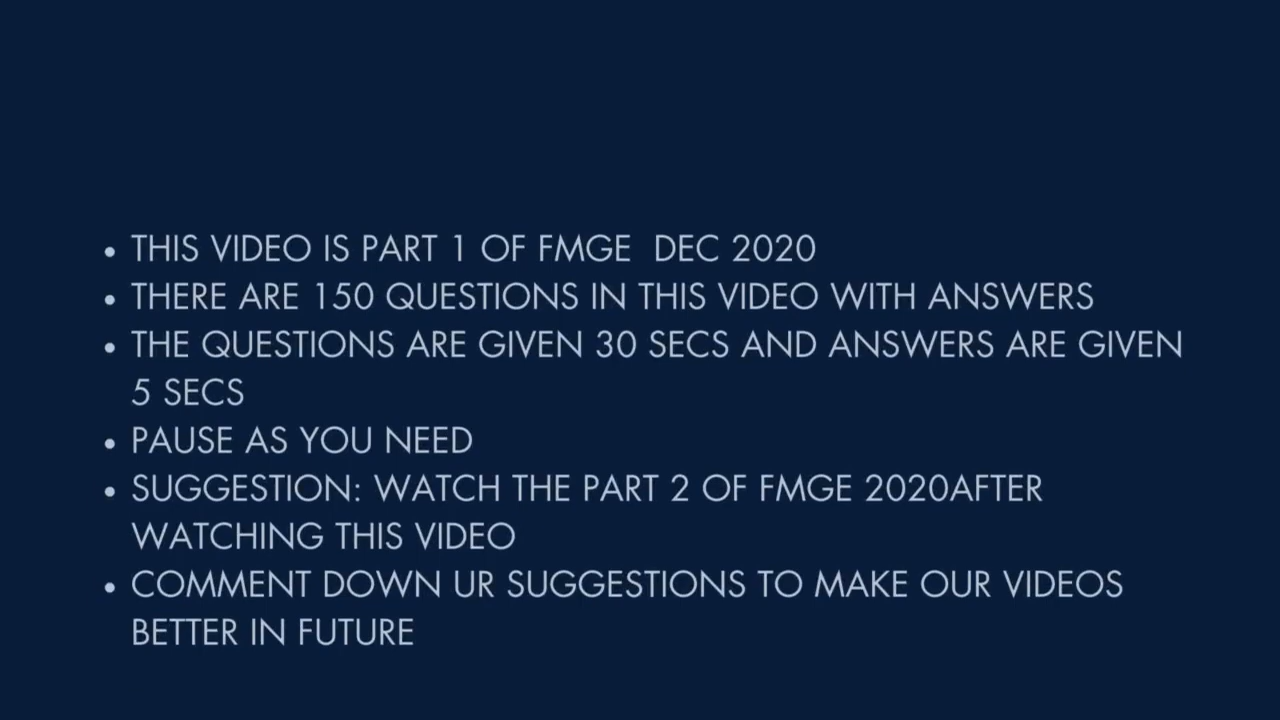 • THIS VIDEO IS PART 1 OF FMGE  DEC 2020
• THERE ARE 150 QUESTIONS IN THIS VIDEO WITH ANSWERS
• THE QUESTIONS ARE GIVEN 30 SECS AND ANSWERS ARE GIVEN
5 SECS
• PAUSE AS YOU NEED
• SUGGESTION: WATCH THE PART 2 OF FMGE 2020AFTER
WATCHING THIS VIDEO
• COMMENT DOWN UR SUGGESTIONS TO MAKE OUR VIDEOS
BETTER IN FUTURE